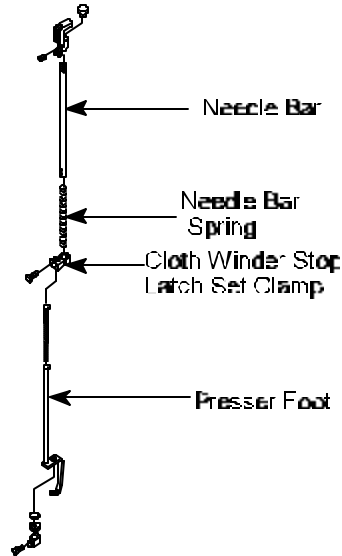 Needle Bar
Needle Bar
Spring
Cloth Winder Stop
Latch Set Clamp
Presser Foot